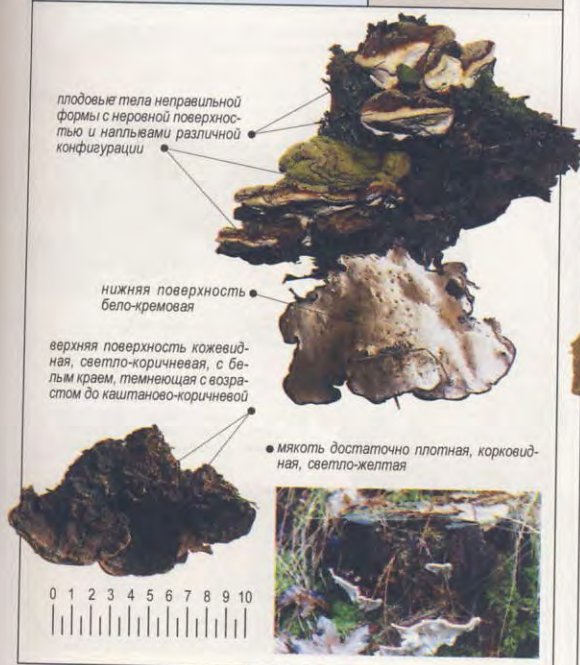 плодовые тела неправильной
формы с неровной поверхнос-
тью и наплывами различной
конфигурации
нижняя поверхность
бело-кремовая
верхняя поверхность кожевид-
ная, светло-коричневая, с бе-
лым краем, темнеющая с возра-
стом до каштаново-коричневой
мякоть достаточно плотная, корковид-
ная, светло-желтая
0 1 2 3 4 5 6 7 8 9 10